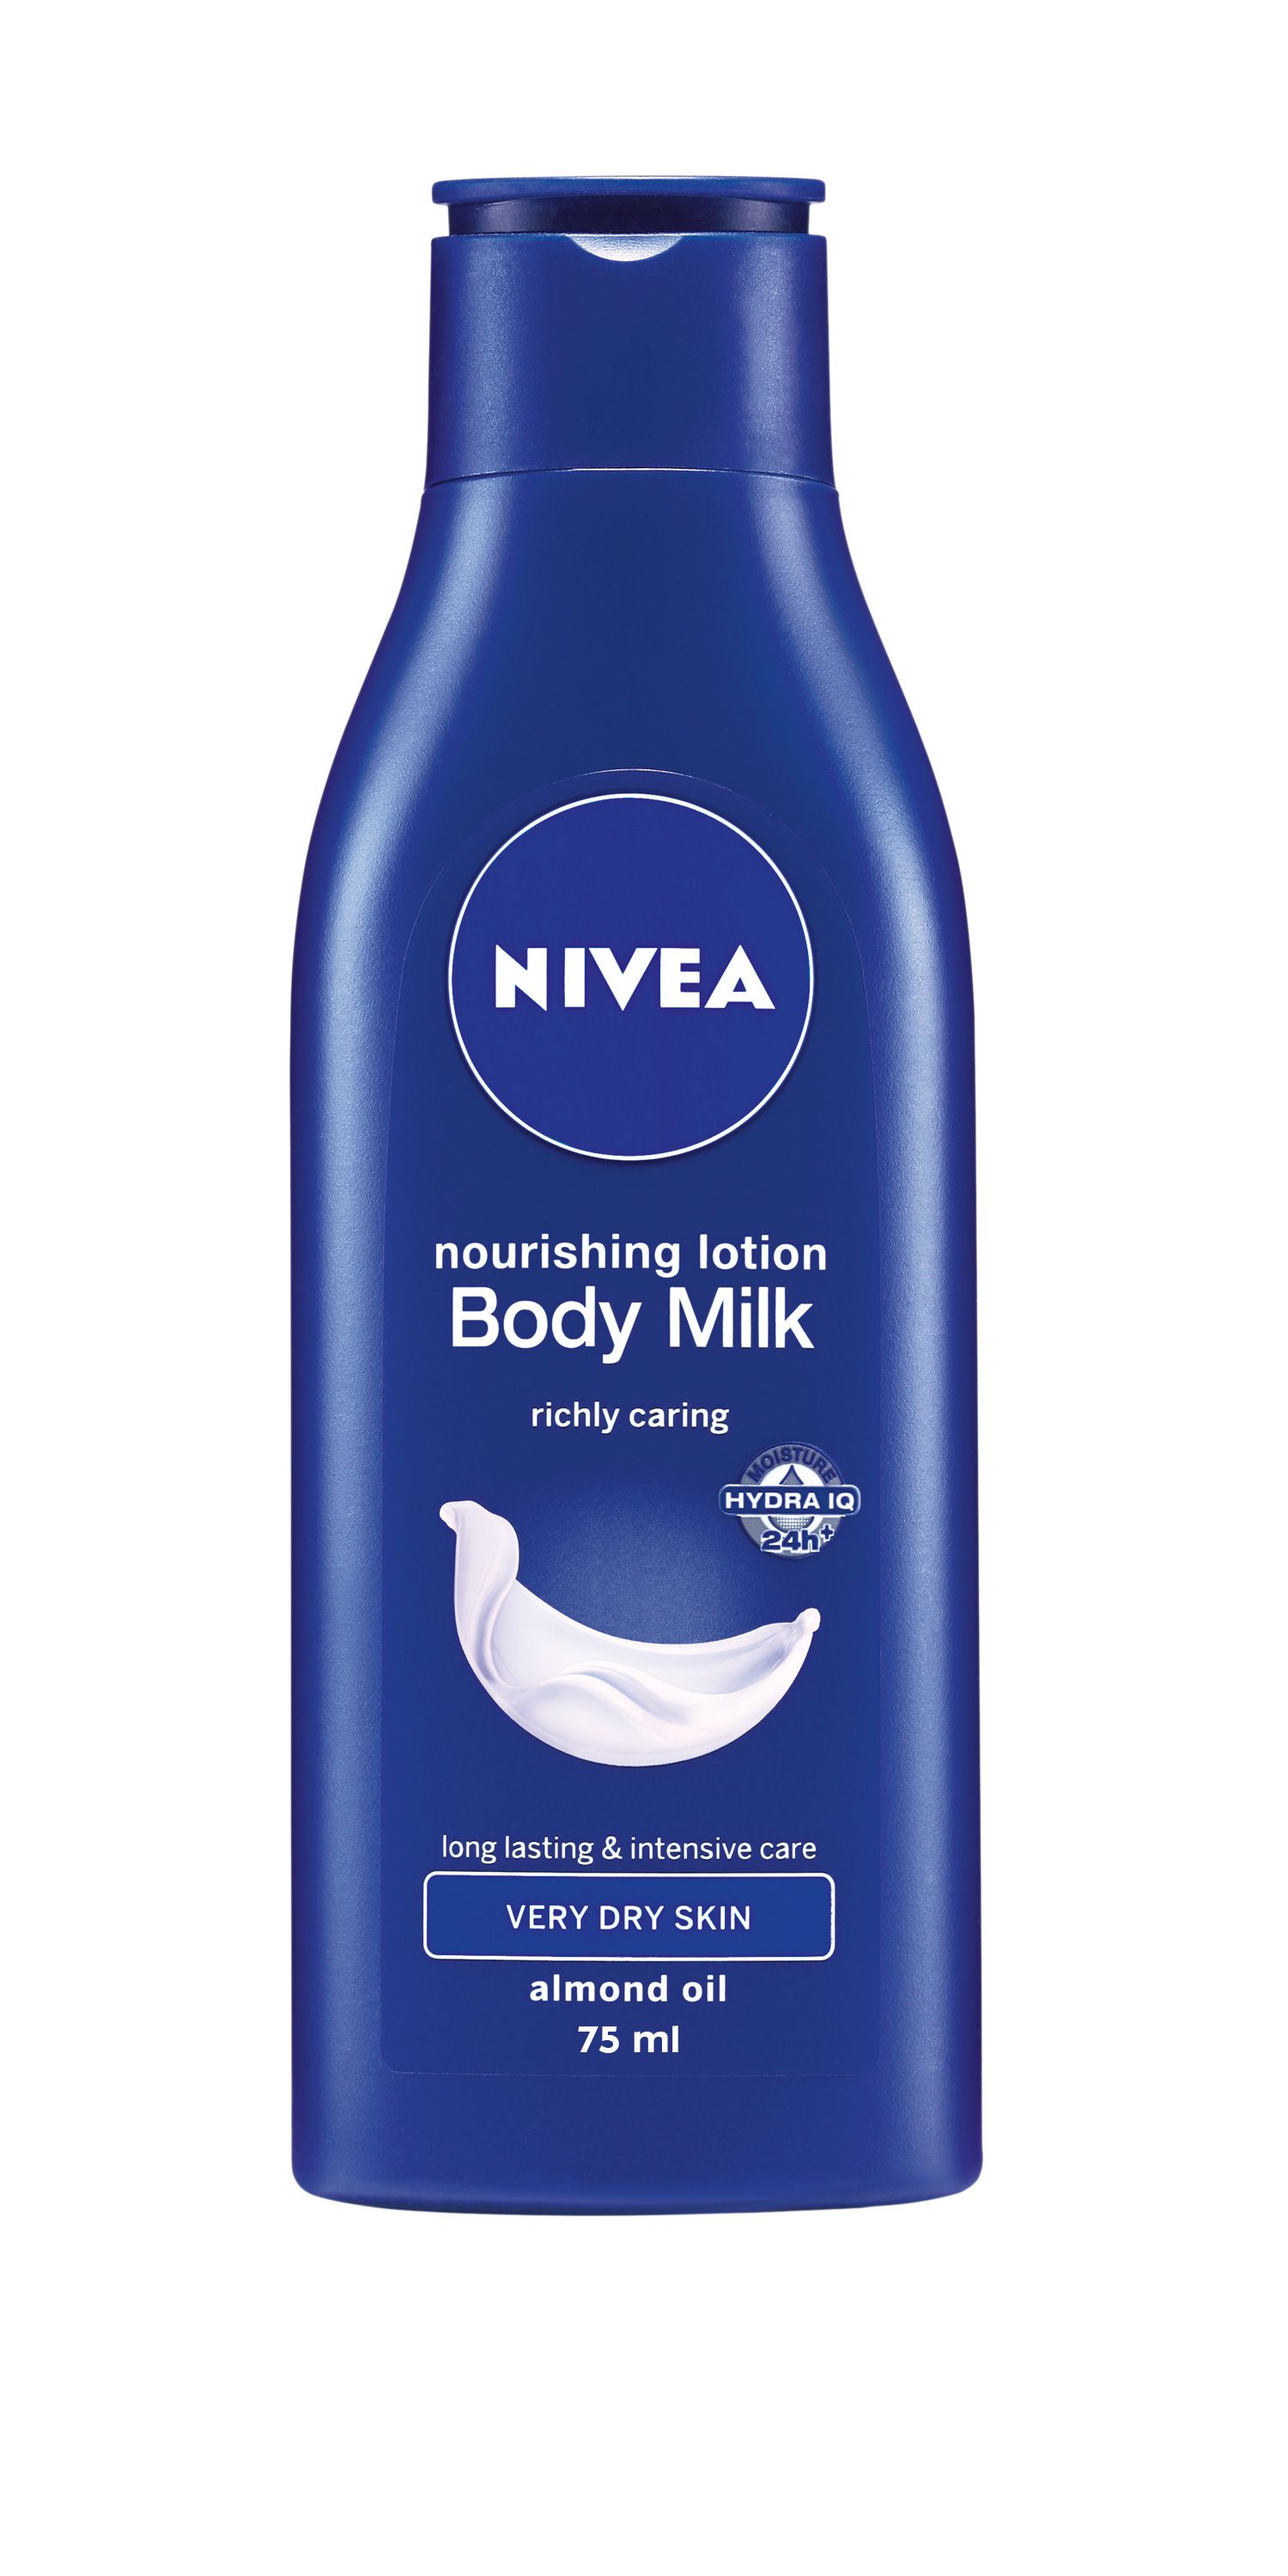 NIVEA
nourishing lotion
Body Milk
richly caring
MOISTURE
HYDRA IQ
24h+
long lasting & intensive care
VERY DRY SKIN
almond oil
75 ml